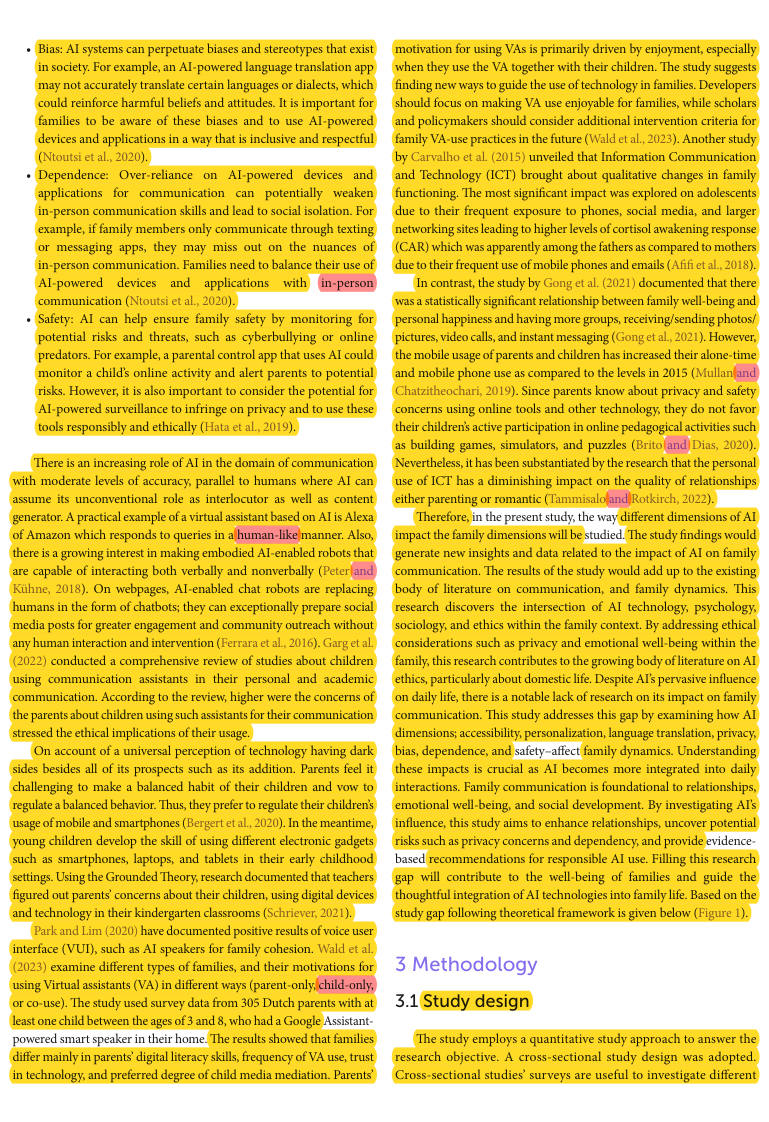 • Bias: AI systems can perpetuate biases and stereotypes that exist
in society. For example, an AI-powered language translation app
may not accurately translate certain languages or dialects, which
could reinforce harmful beliefs and attitudes. It is important for
families to be aware of these biases and to use AI-powered
devices and applications in a way that is inclusive and respectful
(Ntoutsi et al., 2020).
• Dependence: Over-reliance on AI-powered devices and
applications for communication can potentially weaken
in-person communication skills and lead to social isolation. For
example, if family members only communicate through texting
or messaging apps, they may miss out on the nuances of
in-person communication. Families need to balance their use of
AI-powered devices and applications with in-person
communication (Ntoutsi et al., 2020).
• Safety: AI can help ensure family safety by monitoring for
potential risks and threats, such as cyberbullying or online
predators. For example, a parental control app that uses AI could
monitor a child's online activity and alert parents to potential
risks. However, it is also important to consider the potential for
AI-powered surveillance to infringe on privacy and to use these
tools responsibly and ethically (Hata et al., 2019).
There is an increasing role of AI in the domain of communication
with moderate levels of accuracy, parallel to humans where AI can
assume its unconventional role as interlocutor as well as content
generator. A practical example of a virtual assistant based on AI is Alexa
of Amazon which responds to queries in a human-like manner. Also,
there is a growing interest in making embodied AI-enabled robots that
are capable of interacting both verbally and nonverbally (Peter and
Kühne, 2018). On webpages, AI-enabled chat robots are replacing
humans in the form of chatbots; they can exceptionally prepare social
media posts for greater engagement and community outreach without
any human interaction and intervention (Ferrara et al., 2016). Garg et al.
(2022) conducted a comprehensive review of studies about children
using communication assistants in their personal and academic
communication. According to the review, higher were the concerns of
the parents about children using such assistants for their communication
stressed the ethical implications of their usage.
On account of a universal perception of technology having dark
sides besides all of its prospects such as its addition. Parents feel it
challenging to make a balanced habit of their children and vow to
regulate a balanced behavior. Thus, they prefer to regulate their children's
usage of mobile and smartphones (Bergert et al., 2020). In the meantime,
young children develop the skill of using different electronic gadgets
such as smartphones, laptops, and tablets in their early childhood
settings. Using the Grounded Theory, research documented that teachers
figured out parents' concerns about their children, using digital devices
and technology in their kindergarten classrooms (Schriever, 2021).
Park and Lim (2020) have documented positive results of voice user
interface (VUI), such as AI speakers for family cohesion. Wald et al.
(2023) examine different types of families, and their motivations for
using Virtual assistants (VA) in different ways (parent-only, child-only,
or co-use). The study used survey data from 305 Dutch parents with at
least one child between the ages of 3 and 8, who had a Google Assistant-
powered smart speaker in their home. The results showed that families
differ mainly in parents' digital literacy skills, frequency of VA use, trust
in technology, and preferred degree of child media mediation. Parents'
motivation for using VAs is primarily driven by enjoyment, especially
when they use the VA together with their children. The study suggests
finding new ways to guide the use of technology in families. Developers
should focus on making VA use enjoyable for families, while scholars
and policymakers should consider additional intervention criteria for
family VA-use practices in the future (Wald et al., 2023). Another study
by Carvalho et al. (2015) unveiled that Information Communication
and Technology (ICT) brought about qualitative changes in family
functioning. The most significant impact was explored on adolescents
due to their frequent exposure to phones, social media, and larger
networking sites leading to higher levels of cortisol awakening response
(CAR) which was apparently among the fathers as compared to mothers
due to their frequent use of mobile phones and emails (Afifi et al., 2018).
In contrast, the study by Gong et al. (2021) documented that there
was a statistically significant relationship between family well-being and
personal happiness and having more groups, receiving/sending photos/
pictures, video calls, and instant messaging (Gong et al., 2021). However,
the mobile usage of parents and children has increased their alone-time
and mobile phone use as compared to the levels in 2015 (Mullan and
Chatzitheochari, 2019). Since parents know about privacy and safety
concerns using online tools and other technology, they do not favor
their children's active participation in online pedagogical activities such
as building games, simulators, and puzzles (Brito and Dias, 2020).
Nevertheless, it has been substantiated by the research that the personal
use of ICT has a diminishing impact on the quality of relationships
either parenting or romantic (Tammisalo and Rotkirch, 2022).
Therefore, in the present study, the way different dimensions of AI
impact the family dimensions will be studied. The study findings would
generate new insights and data related to the impact of AI on family
communication. The results of the study would add up to the existing
body of literature on communication, and family dynamics. This
research discovers the intersection of AI technology, psychology,
sociology, and ethics within the family context. By addressing ethical
considerations such as privacy and emotional well-being within the
family, this research contributes to the growing body of literature on AI
ethics, particularly about domestic life. Despite AI's pervasive influence
on daily life, there is a notable lack of research on its impact on family
communication. This study addresses this gap by examining how AI
dimensions; accessibility, personalization, language translation, privacy,
bias, dependence, and safety–affect family dynamics. Understanding
these impacts is crucial as AI becomes more integrated into daily
interactions. Family communication is foundational to relationships,
emotional well-being, and social development. By investigating AI's
influence, this study aims to enhance relationships, uncover potential
risks such as privacy concerns and dependency, and provide evidence-
based recommendations for responsible AI use. Filling this research
gap will contribute to the well-being of families and guide the
thoughtful integration of AI technologies into family life. Based on the
study gap following theoretical framework is given below (Figure 1).
3 Methodology
3.1 Study design
The study employs a quantitative study approach to answer the
research objective. A cross-sectional study design was adopted.
Cross-sectional studies' surveys are useful to investigate different